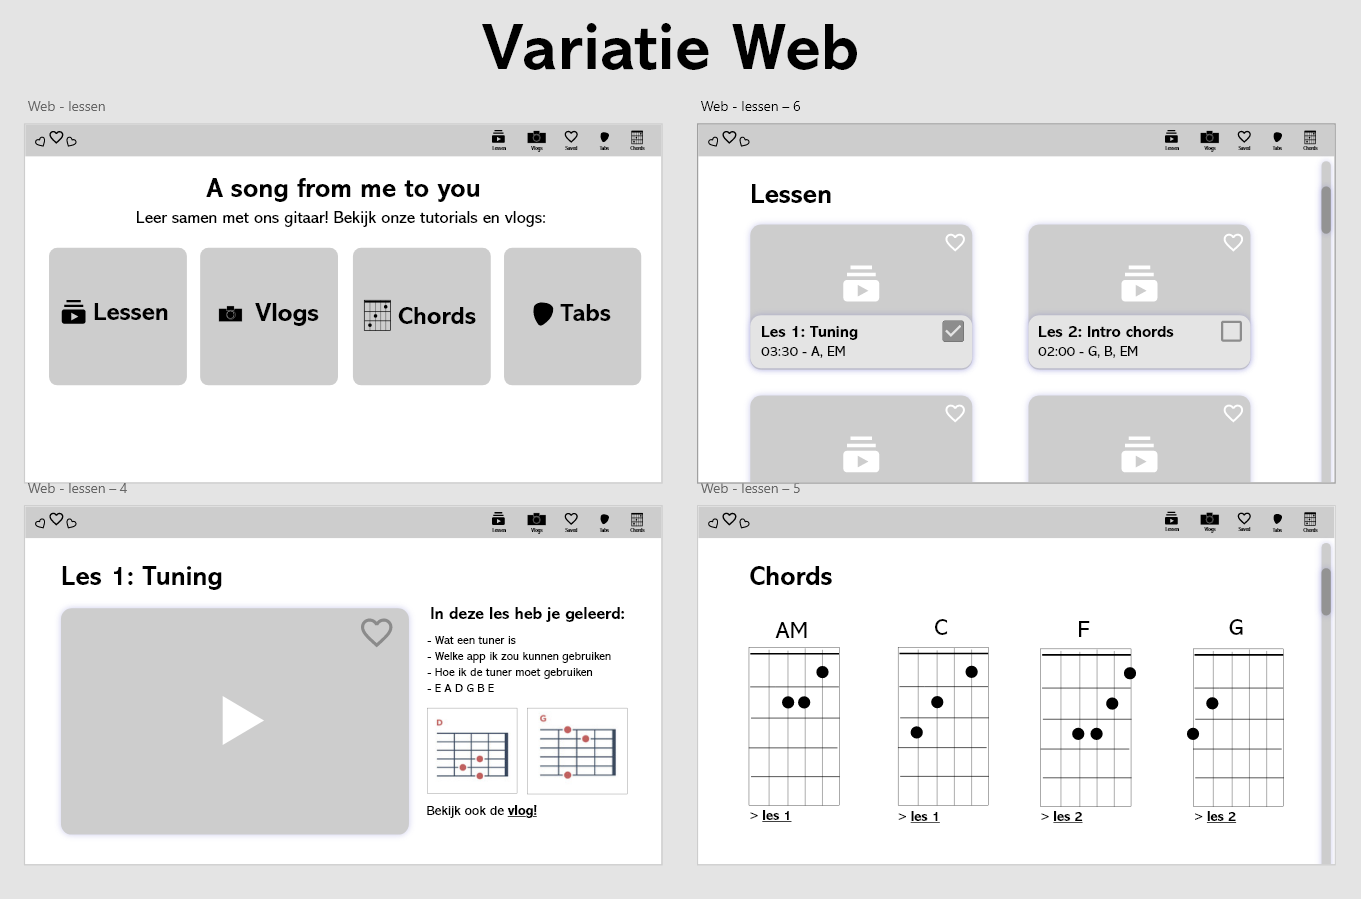 Variatie Web
Web - lessen
Lessen Vlogs Saved Tabs Chords
A song from me to you
Leer samen met ons gitaar! Bekijk onze tutorials en vlogs:
Lessen Vlogs Chords Tabs
Web - lessen – 6
Lessen Vlogs Saved Tabs Chords
Lessen
Les 1: Tuning
03:30 - A, EM
Les 2: Intro chords
02:00 - G, B, EM
Web - lessen – 4
Lessen Vlogs Saved Tabs Chords
Les 1: Tuning
In deze les heb je geleerd:
- Wat een tuner is
- Welke app ik zou kunnen gebruiken
- Hoe ik de tuner moet gebruiken
- E A D G B E
D G
Bekijk ook de vlog!
Web - lessen – 5
Lessen Vlogs Saved Tabs Chords
Chords
AM C F G
> les 1 > les 1 > les 2 > les 2